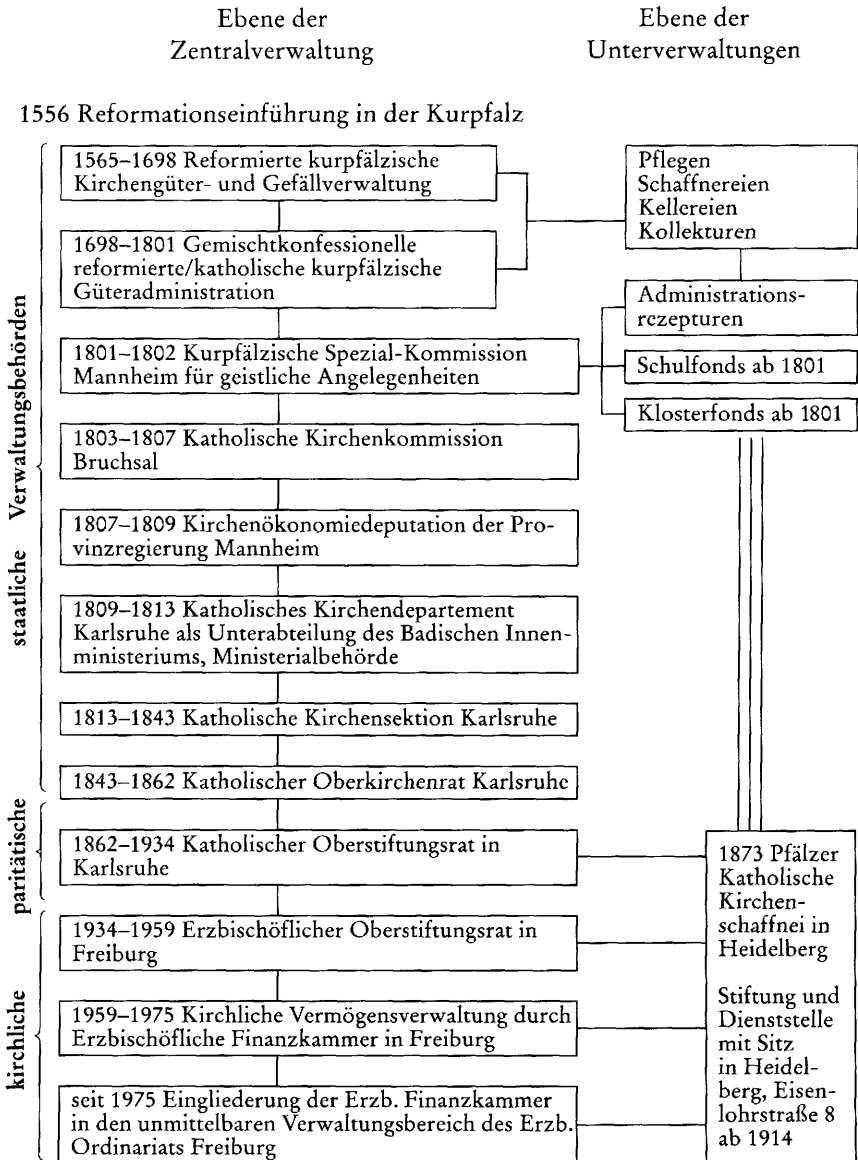 Ebene der
Zentralverwaltung
Ebene der
Unterverwaltungen
1556 Reformationseinführung in der Kurpfalz
staatliche Verwaltungsbehörden
1565–1698 Reformierte kurpfälzische
Kirchengüter- und Gefällverwaltung
1698–1801 Gemischtkonfessionelle
reformierte/katholische kurpfälzische
Güteradministration
1801–1802 Kurpfälzische Spezial-Kommission
Mannheim für geistliche Angelegenheiten
1803–1807 Katholische Kirchenkommission
Bruchsal
1807–1809 Kirchenökonomiedeputation der Pro-
vinzregierung Mannheim
1809–1813 Katholisches Kirchendepartement
Karlsruhe als Unterabteilung des Badischen Innen-
ministeriums, Ministerialbehörde
1813–1843 Katholische Kirchensektion Karlsruhe
1843–1862 Katholischer Oberkirchenrat Karlsruhe
paritätische
1862–1934 Katholischer Oberstiftungsrat in
Karlsruhe
kirchliche
1934–1959 Erzbischöflicher Oberstiftungsrat in
Freiburg
1959–1975 Kirchliche Vermögensverwaltung durch
Erzbischöfliche Finanzkammer in Freiburg
seit 1975 Eingliederung der Erzb. Finanzkammer
in den unmittelbaren Verwaltungsbereich des Erzb.
Ordinariats Freiburg
Pflegen
Schaffnereien
Kellereien
Kollekturen
Administrations-
rezepturen
Schulfonds ab 1801
Klosterfonds ab 1801
1873 Pfälzer
Katholische
Kirchen-
schaffnei in
Heidelberg
Stiftung und
Dienststelle
mit Sitz
in Heidel-
berg, Eisen-
lohrstraße 8
ab 1914